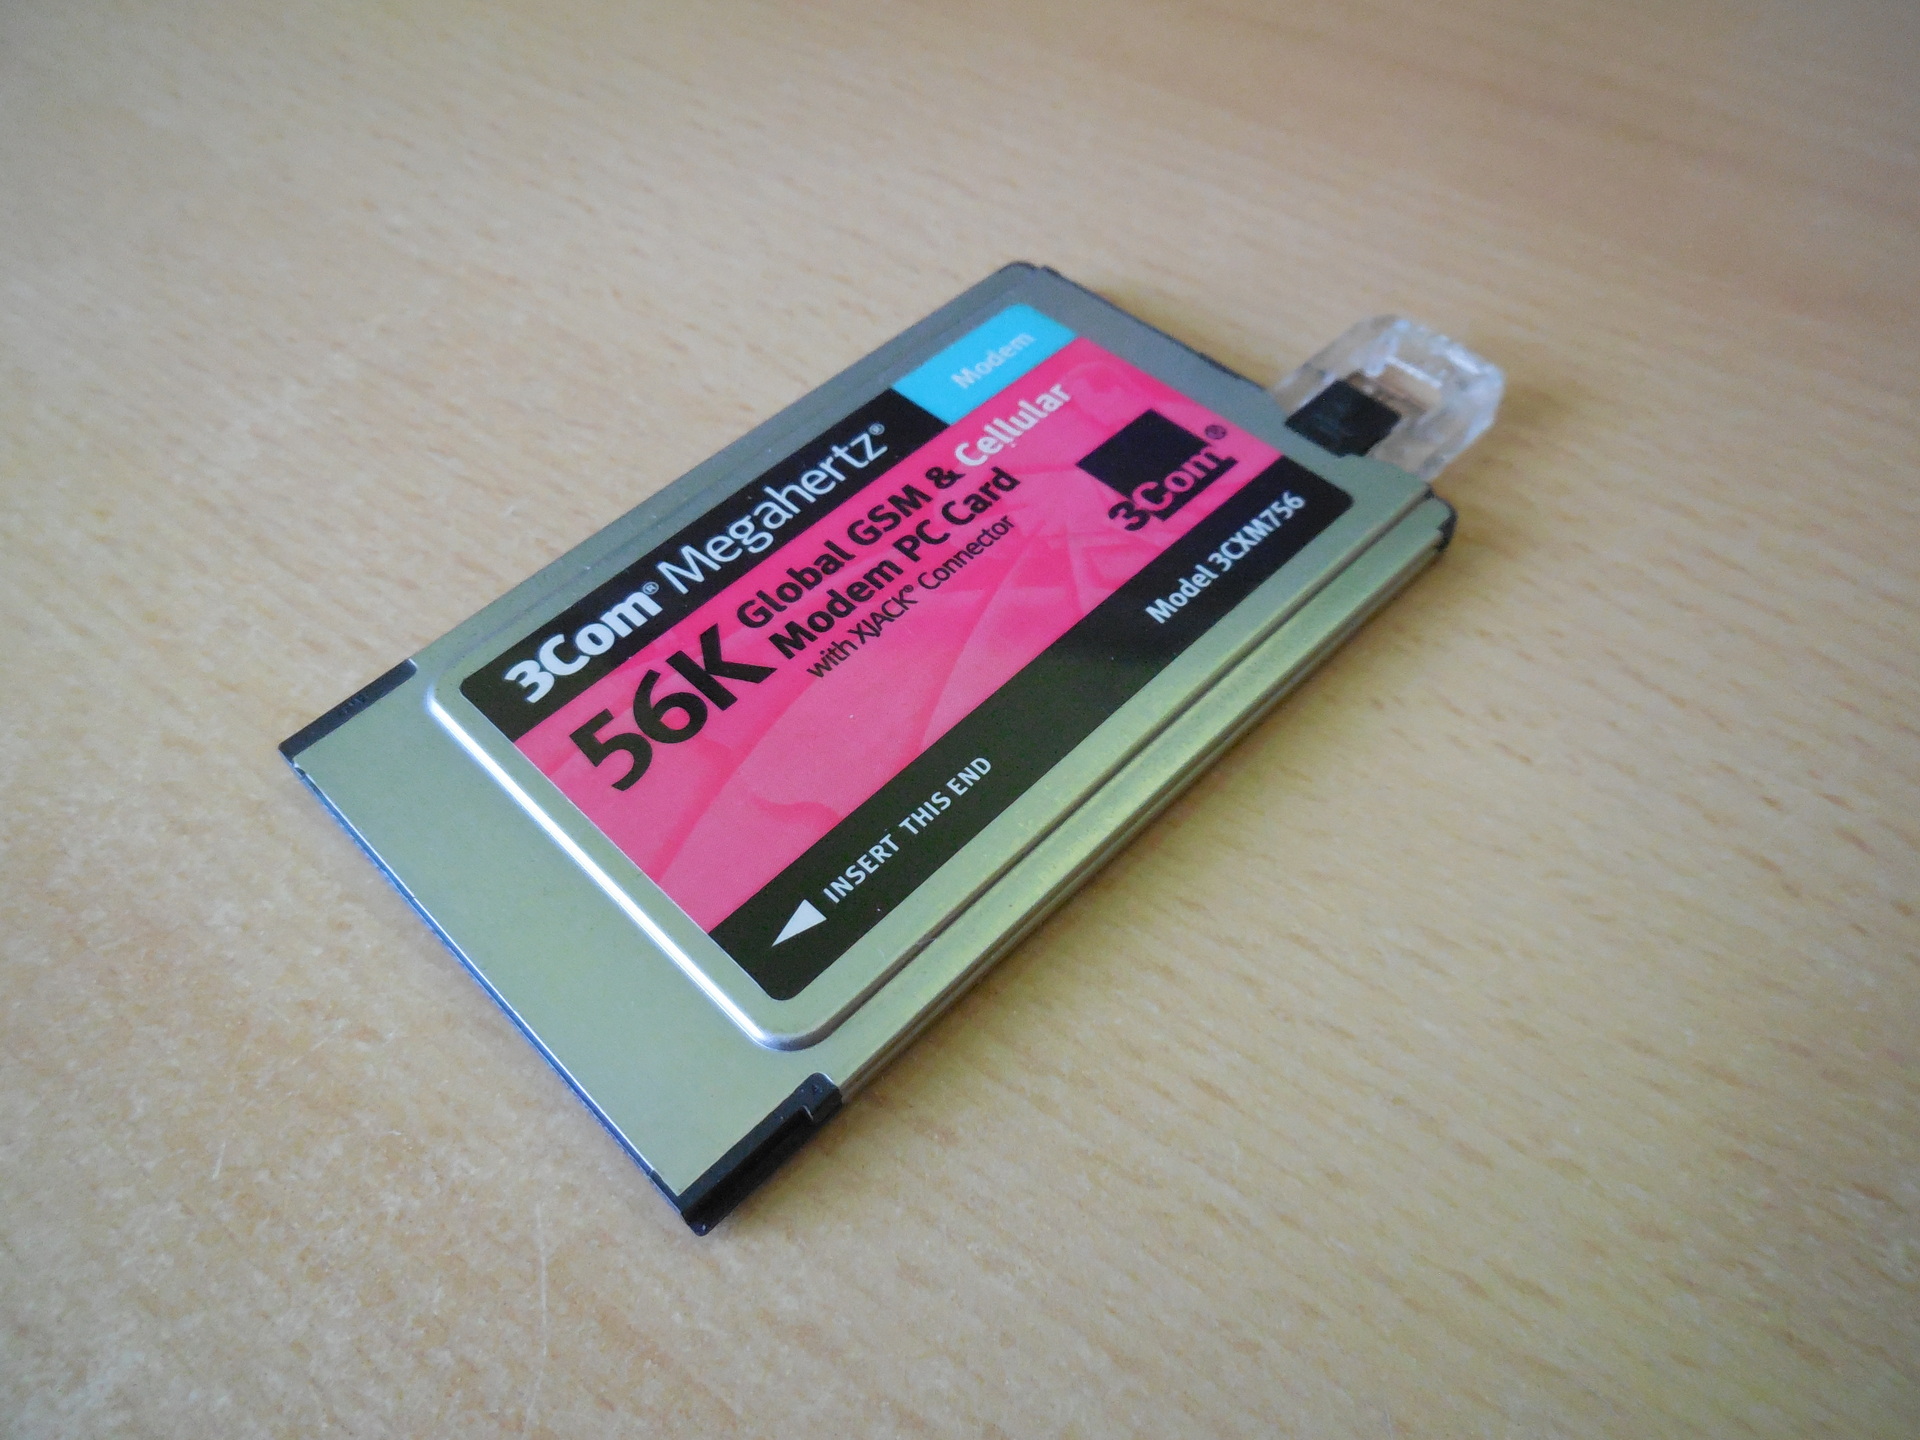 3Com® Megahertz®
Modem
56K Global GSM & Cellular
Modem PC Card
with XJACK® Connector
3Com®
INSERT THIS END
Model 3CXM756